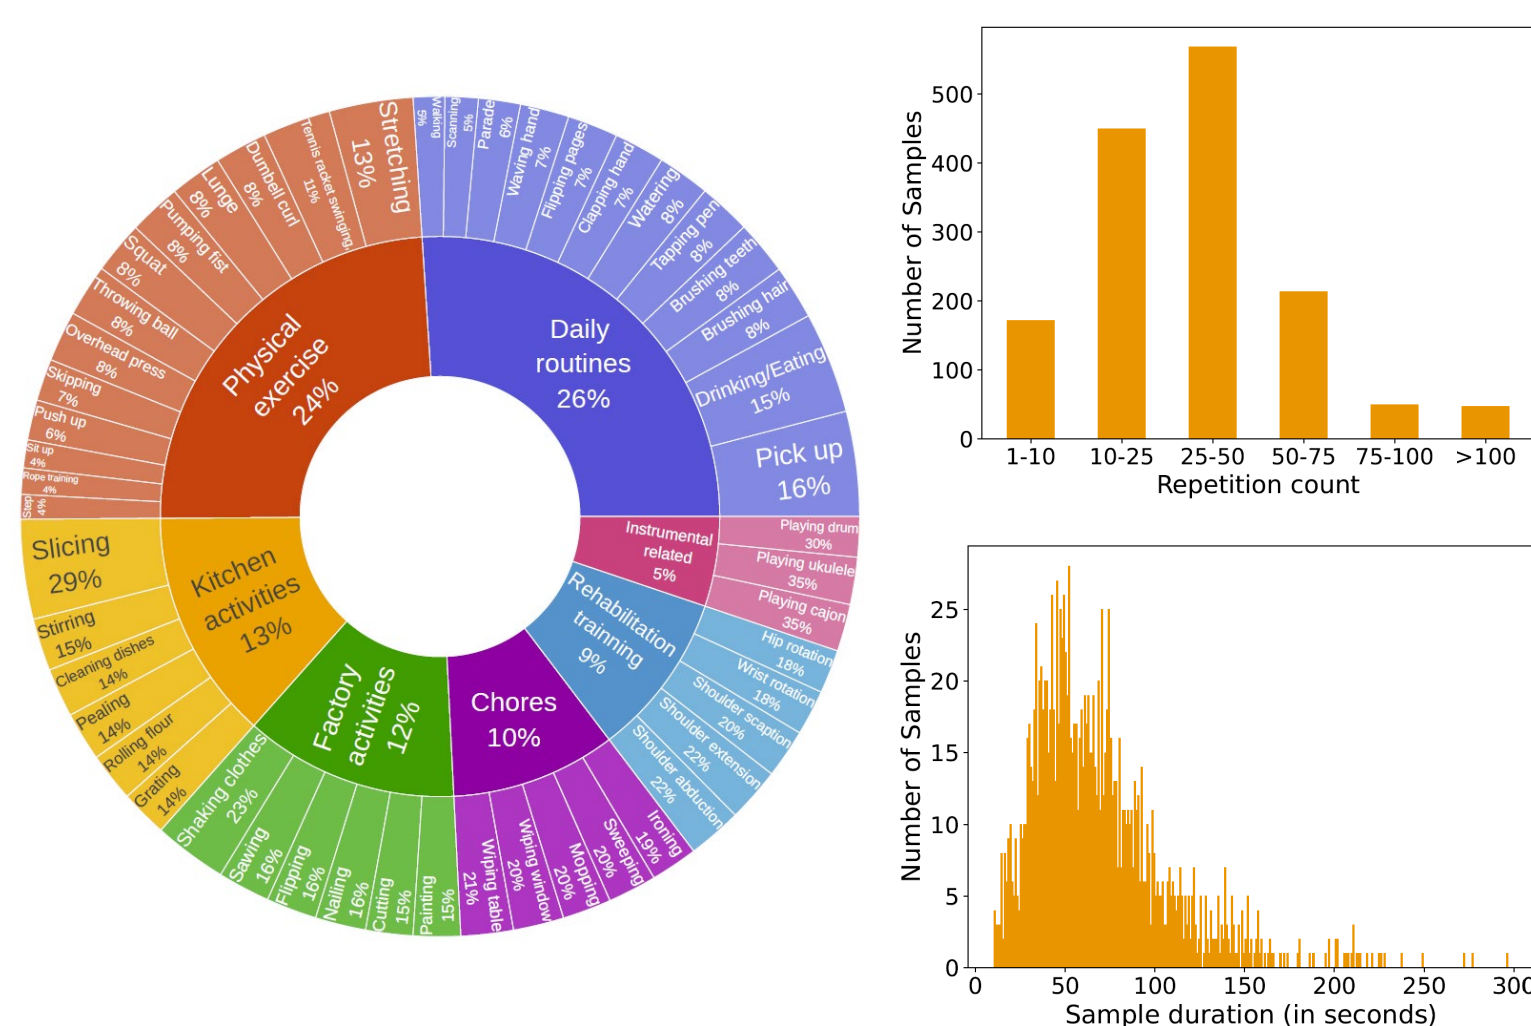 Stretching
13%
Tennis racket swinging,
11%
Dumbell curl
8%
Lunge
8%
Pumping fist
8%
Squat
8%
Throwing ball
8%
Overhead press
8%
Skipping
7%
Push up
6%
Sit up
4%
Rope training
4%
Step
4%
Walking
5%
Scanning
5%
Parade
6%
Waving hand
7%
Flipping pages
7%
Clapping hand
7%
Watering
8%
Tapping pen
8%
Brushing teeth
8%
Brushing hair
8%
Drinking/Eating
15%
Pick up
16%
Physical
exercise
24%
Daily
routines
26%
Instrumental
related
5%
Playing drum
30%
Playing ukulele
35%
Playing cajon
35%
Rehabilitation
trainning
9%
Hip rotation
18%
Wrist rotation
18%
Shoulder scaption
20%
Shoulder extension
22%
Shoulder abduction
22%
Kitchen
activities
13%
Slicing
29%
Stirring
15%
Cleaning dishes
14%
Pealing
14%
Rolling flour
14%
Grating
14%
Factory
activities
12%
Shaking clothes
23%
Sawing
16%
Flipping
16%
Nailing
16%
Cutting
15%
Painting
15%
Chores
10%
Wiping table
21%
Wiping window
20%
Mopping
20%
Sweeping
20%
Ironing
19%
Number of Samples
500
400
300
200
100
0
1-10 10-25 25-50 50-75 75-100 >100
Repetition count
Number of Samples
25
20
15
10
5
0
0 50 100 150 200 250 300
Sample duration (in seconds)